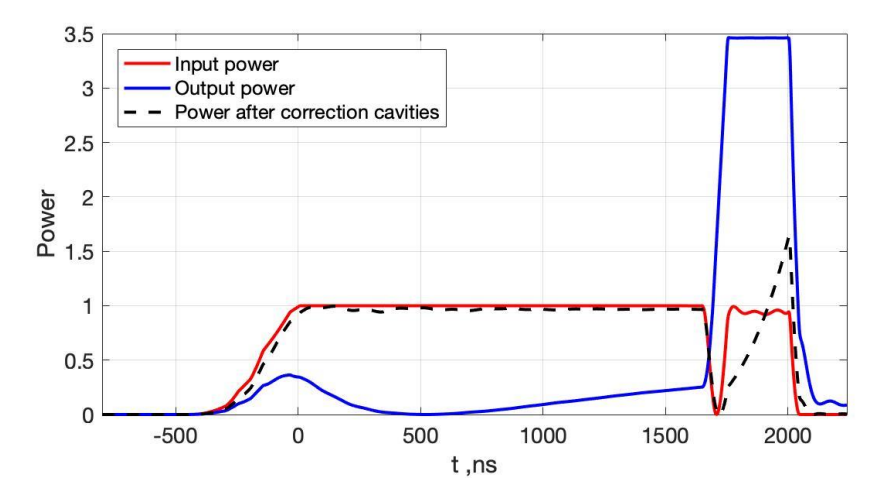 3.5
Input power
Output power
Power after correction cavities
3
2.5
2
1.5
1
0.5
0
Power
-500
0
500
1000
1500
2000
t ,ns